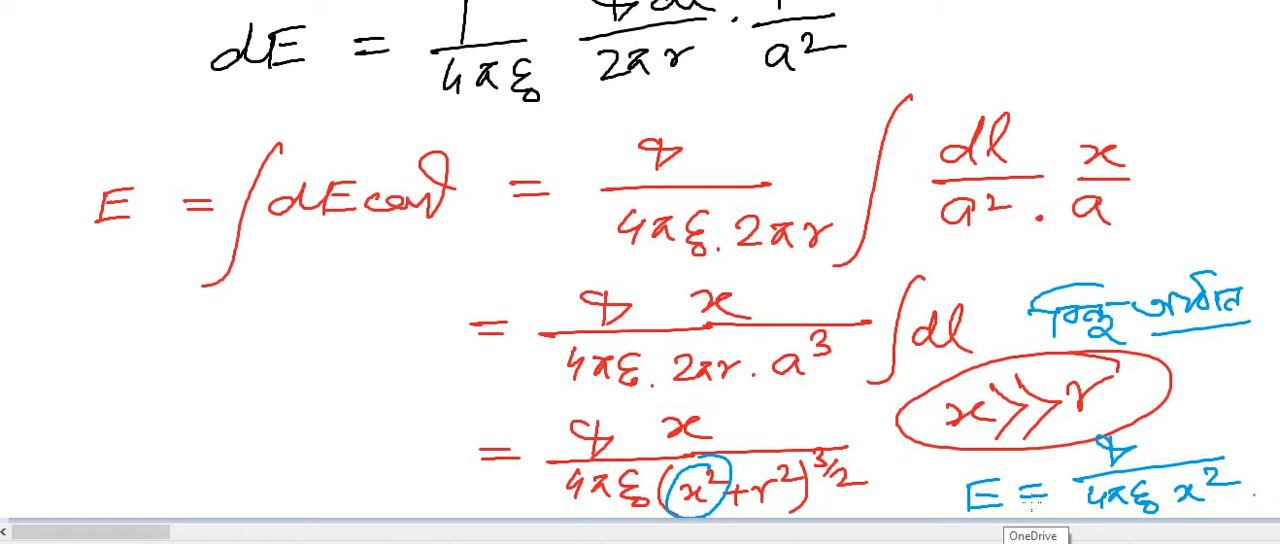 dE = 1/4πε₀ · q dl/2πr · 1/a²
E = ∫ dE cosθ = q/4πε₀.2πr ∫ dl/a² . x/a
= q x/4πε₀.2πr.a³ ∫ dl
বিন্দু
x >> r
= q x/4πε₀(x²+r²)^3/2
E = q/4πε₀ x²
OneDrive